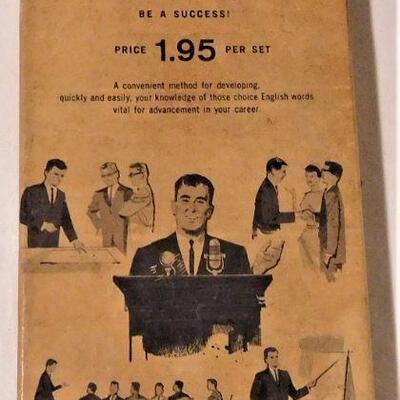 BE A SUCCESS!
PRICE 1.95 PER SET
A convenient method for developing,
quickly and easily, your knowledge of those choice English words
vital for advancement in your career.